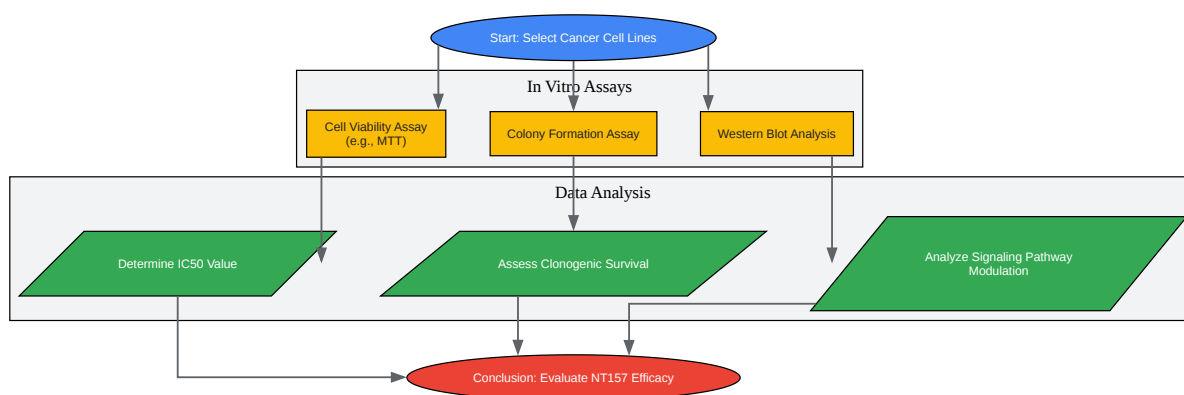 Start: Select Cancer Cell Lines
In Vitro Assays
Cell Viability Assay
(e.g., MTT)
Colony Formation Assay
Western Blot Analysis
Data Analysis
Determine IC50 Value
Assess Clonogenic Survival
Analyze Signaling Pathway
Modulation
Conclusion: Evaluate NT157 Efficacy